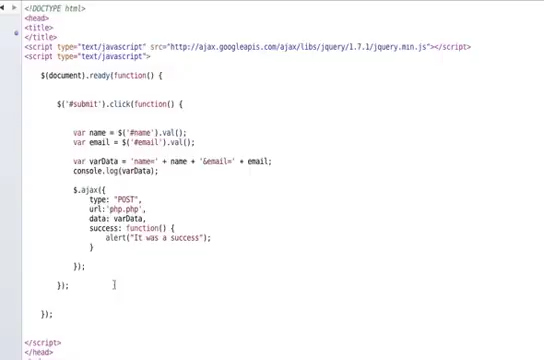 <!DOCTYPE html>
<head>
<title>
</title>
<script type="text/javascript" src="http://ajax.googleapis.com/ajax/libs/jquery/1.7.1/jquery.min.js"></script>
<script type="text/javascript">
$(document).ready(function() {
$('#submit').click(function() {
var name = $('#name').val();
var email = $('#email').val();
var varData = 'name=' + name + '&email=' + email;
console.log(varData);
$.ajax({
type: "POST",
url:'php.php',
data: varData,
success: function() {
alert("It was a success");
}
});
});
});
</script>
</head>